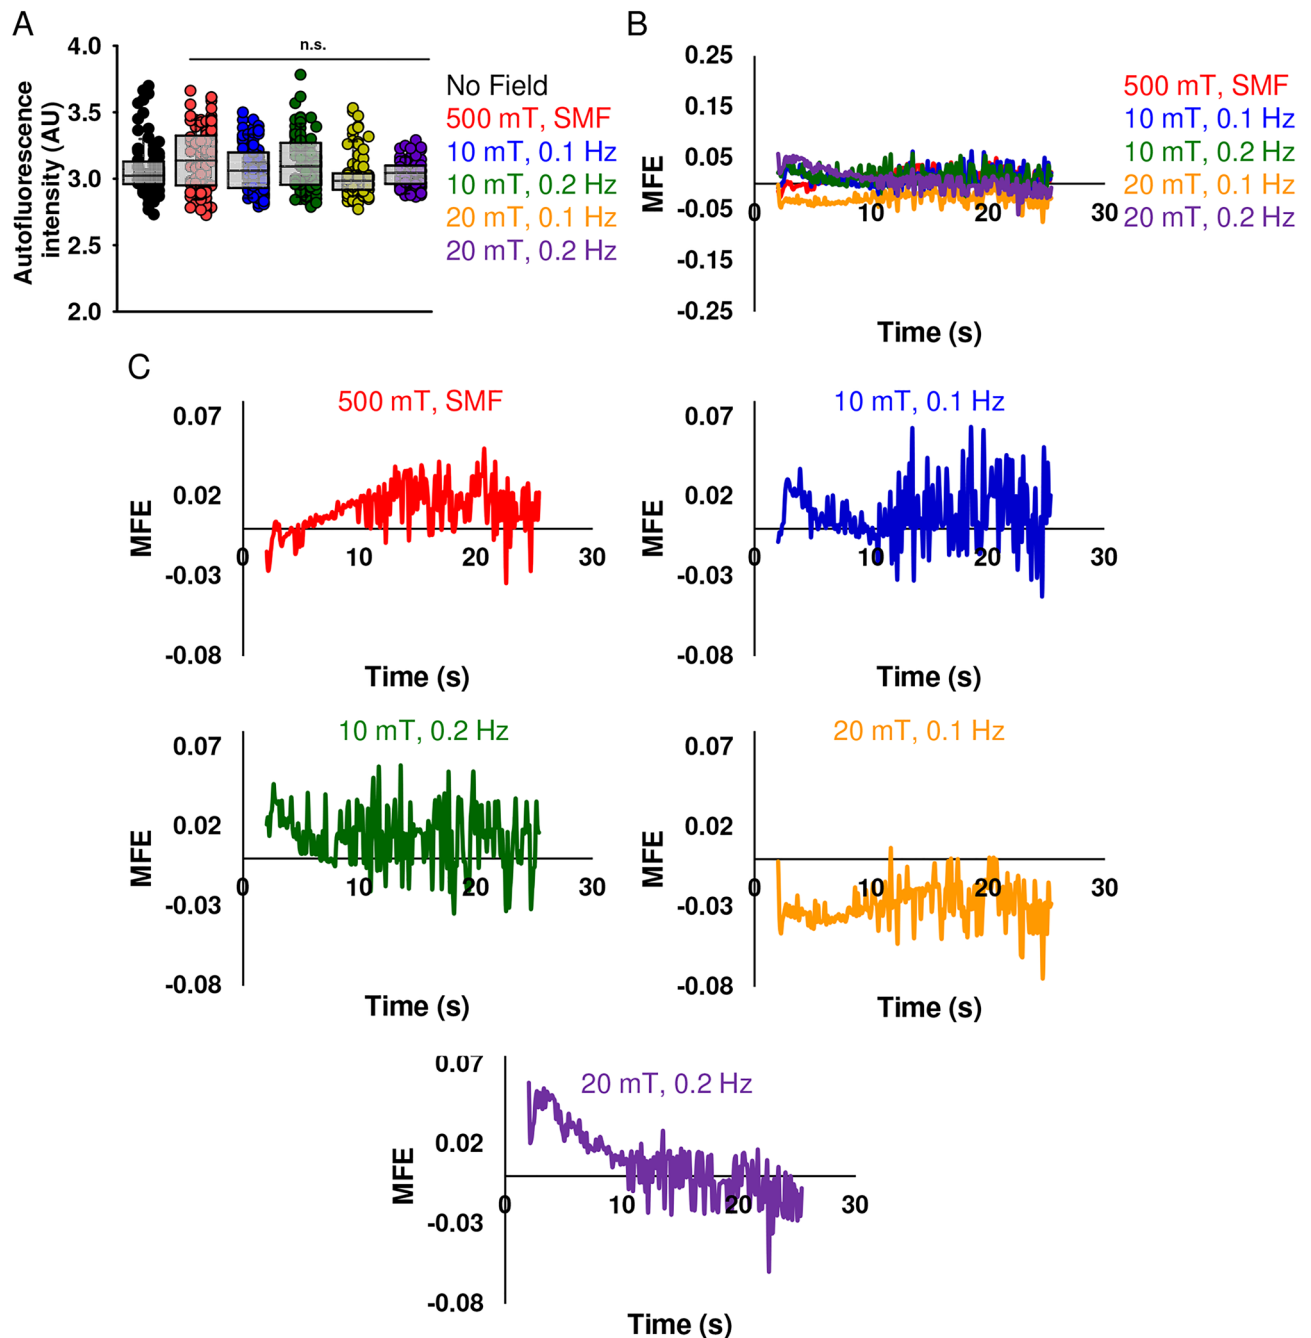 A
Autofluorescence
intensity (AU)
4.0
3.5
3.0
2.5
2.0
n.s.
No Field
500 mT, SMF
10 mT, 0.1 Hz
10 mT, 0.2 Hz
20 mT, 0.1 Hz
20 mT, 0.2 Hz
B
MFE
0.25
0.15
0.05
-0.05
-0.15
-0.25
0 10 20 30
Time (s)
500 mT, SMF
10 mT, 0.1 Hz
10 mT, 0.2 Hz
20 mT, 0.1 Hz
20 mT, 0.2 Hz
C
500 mT, SMF
MFE
0.07
0.02
-0.03
-0.08
0 10 20 30
Time (s)
10 mT, 0.1 Hz
MFE
0.07
0.02
-0.03
-0.08
0 10 20 30
Time (s)
10 mT, 0.2 Hz
MFE
0.07
0.02
-0.03
-0.08
0 10 20 30
Time (s)
20 mT, 0.1 Hz
MFE
0.07
0.02
-0.03
-0.08
0 10 20 30
Time (s)
20 mT, 0.2 Hz
MFE
0.07
0.02
-0.03
-0.08
0 10 20 30
Time (s)